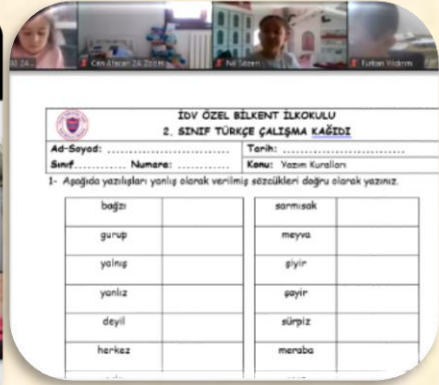 Can Atacan 2A Zoom
Nil Sezen
Furkan Yıldırım
İDV ÖZEL BİLKENT İLKOKULU
2. SINIF TÜRKÇE ÇALIŞMA KAĞIDI
Ad-Soyad: ................................ Tarih: ................................
Sınıf............. Numara: ............. Konu: Yazım Kuralları
1- Aşağıda yazılışları yanlış olarak verilmiş sözcükleri doğru olarak yazınız.
bağzı sarmısak
gurup meyva
yalnış şiyir
yanlız şayir
deyil sürpiz
herkez meraba